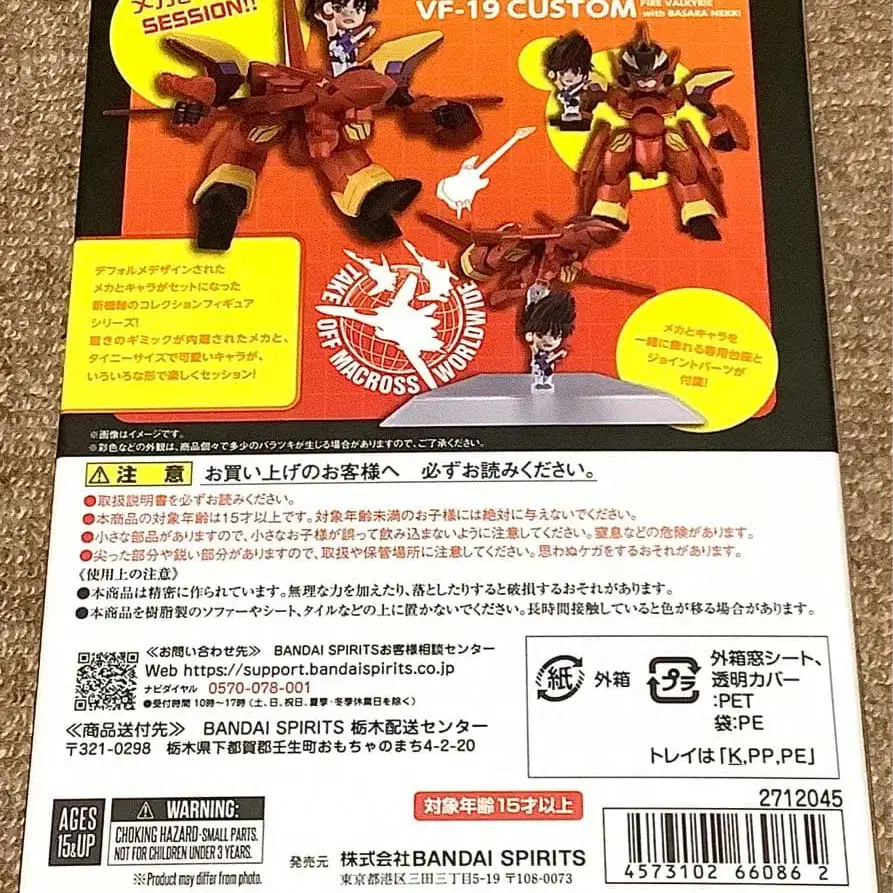 SESSION!!
VF-19 CUSTOM
FIRE VALKYRIE
with BASARA NEKKI
デフォルメデザインされた
メカとキャラがセットになった
新機軸のコレクションフィギュア
シリーズ!
驚きのギミックが内蔵されたメカと、
タイニーサイズで可愛いキャラが、
いろいろな形で楽しくセッション!
TAKE OFF MACROSS WORLDWIDE
メカとキャラを
一緒に飾れる専用台座と
ジョイントパーツが
付属!
※画像はイメージです。
※彩色などの外観は、商品個々で多少のバラツキが生じる場合がありますので、ご了承ください。
注意 お買い上げのお客様へ 必ずお読みください。
●取扱説明書を必ずお読みください。
●本商品の対象年齢は15才以上です。対象年齢未満のお子様には絶対に与えないでください。
●小さな部品がありますので、小さなお子様が誤って飲み込まないように注意してください。窒息などの危険があります。
●尖った部分や鋭い部分がありますので、取扱や保管場所に注意してください。思わぬケガをするおそれがあります。
《使用上の注意》
●本商品は精密に作られています。無理な力を加えたり、落としたりすると破損するおそれがあります。
●本商品を樹脂製のソファーやシート、タイルなどの上に置かないでください。長時間接触していると色が移る場合があります。
≪お問い合わせ先≫ BANDAI SPIRITSお客様相談センター
Web https://support.bandaispirits.co.jp
ナビダイヤル 0570-078-001
●受付時間 10時〜17時(土、日、祝日、夏季・冬季休業日を除く)
≪商品送付先≫ BANDAI SPIRITS 栃木配送センター
〒321-0298 栃木県下都賀郡壬生町おもちゃのまち4-2-20
紙 外箱
プラ 外箱窓シート、
透明カバー
:PET
袋:PE
トレイは「K,PP,PE」
2712045
AGES
15&UP
WARNING:
CHOKING HAZARD-SMALL PARTS.
NOT FOR CHILDREN UNDER 3 YEARS.
※Product may differ from photo.
対象年齢15才以上
発売元 株式会社BANDAI SPIRITS
東京都港区三田三丁目5-19 〒108-0073
4573102 66086 2